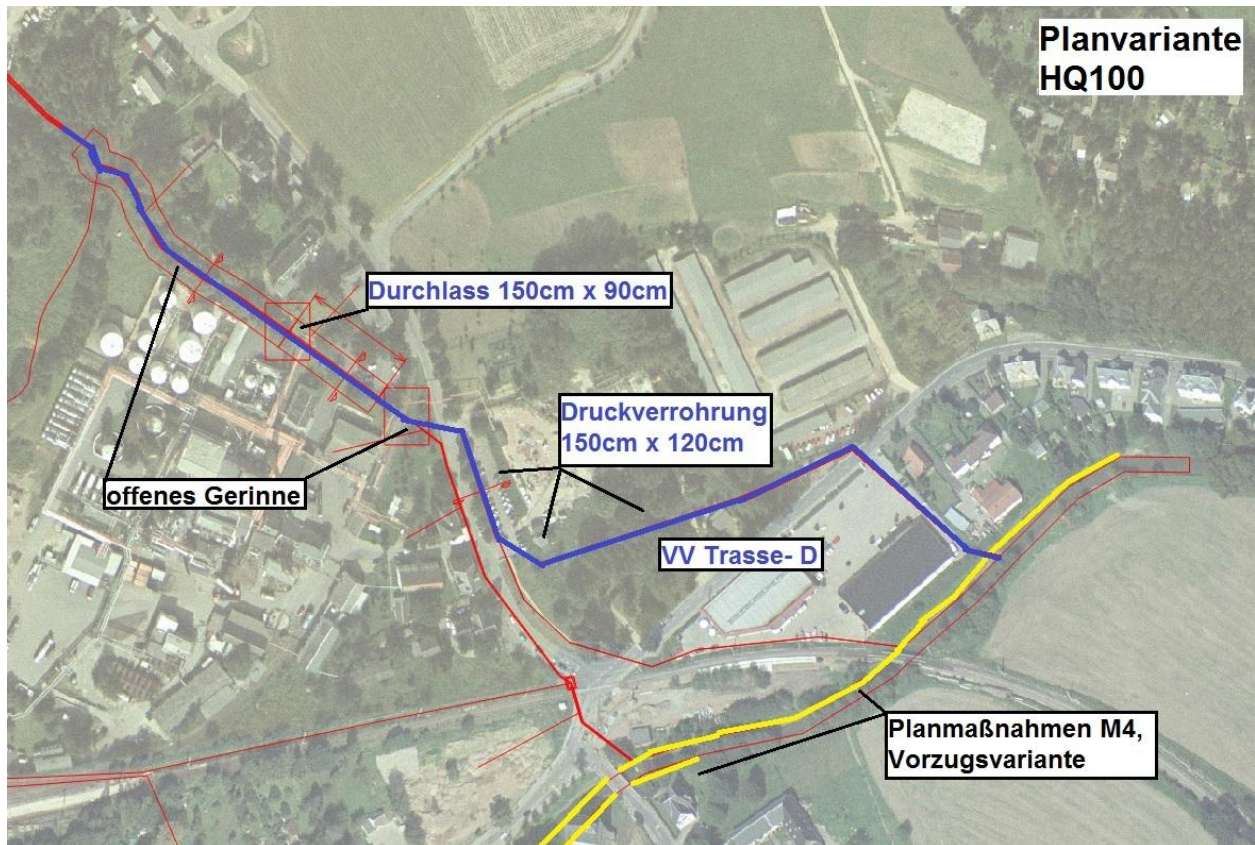 Planvariante
HQ100
Durchlass 150cm x 90cm
Druckverrohrung
150cm x 120cm
offenes Gerinne
VV Trasse- D
Planmaßnahmen M4,
Vorzugsvariante